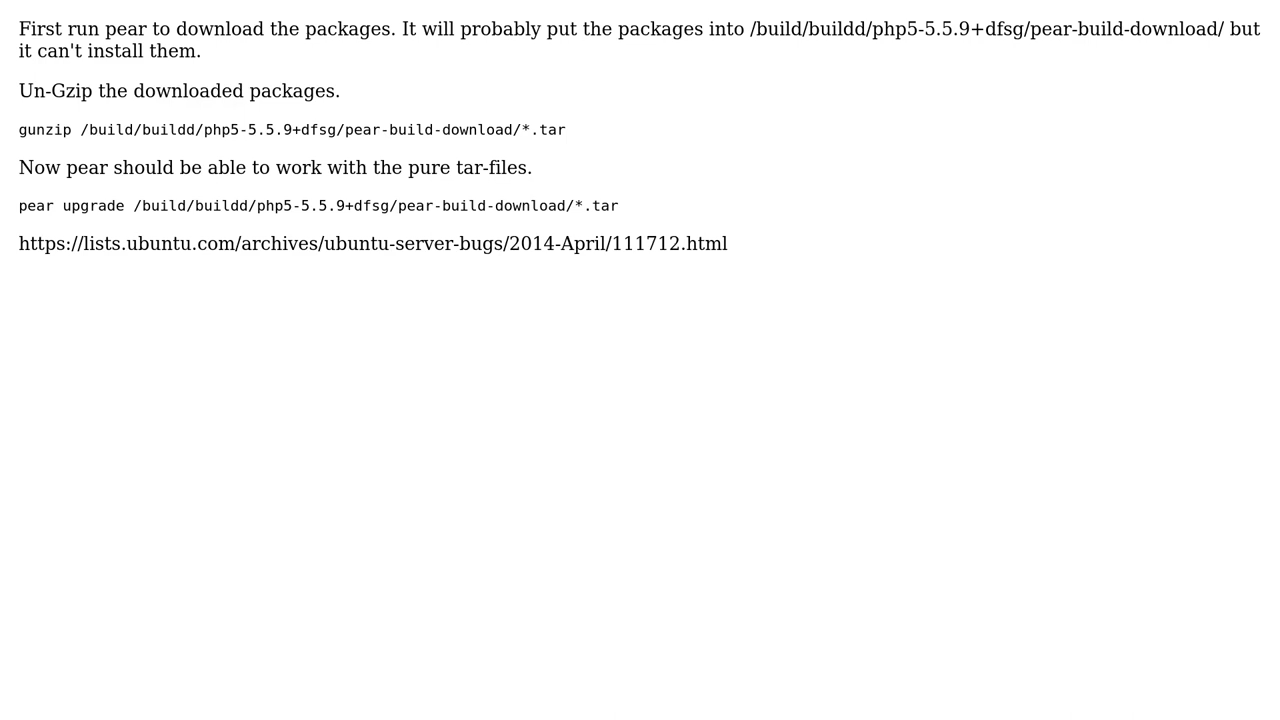 First run pear to download the packages. It will probably put the packages into /build/buildd/php5-5.5.9+dfsg/pear-build-download/ but
it can't install them.
Un-Gzip the downloaded packages.
gunzip /build/buildd/php5-5.5.9+dfsg/pear-build-download/*.tar
Now pear should be able to work with the pure tar-files.
pear upgrade /build/buildd/php5-5.5.9+dfsg/pear-build-download/*.tar
https://lists.ubuntu.com/archives/ubuntu-server-bugs/2014-April/111712.html